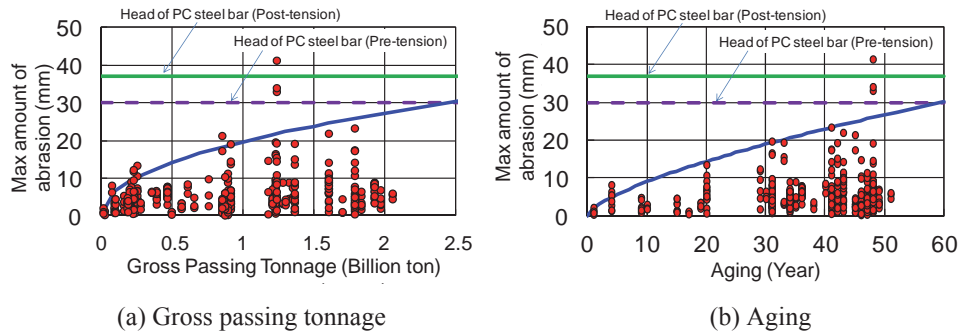 Head of PC steel bar (Post-tension)
Head of PC steel bar (Pre-tension)
Max amount of
abrasion (mm)
50
40
30
20
10
0
0 0.5 1 1.5 2 2.5
Gross Passing Tonnage (Billion ton)
(a) Gross passing tonnage
Head of PC steel bar (Post-tension)
Head of PC steel bar (Pre-tension)
Max amount of
abrasion (mm)
50
40
30
20
10
0
0 10 20 30 40 50 60
Aging (Year)
(b) Aging